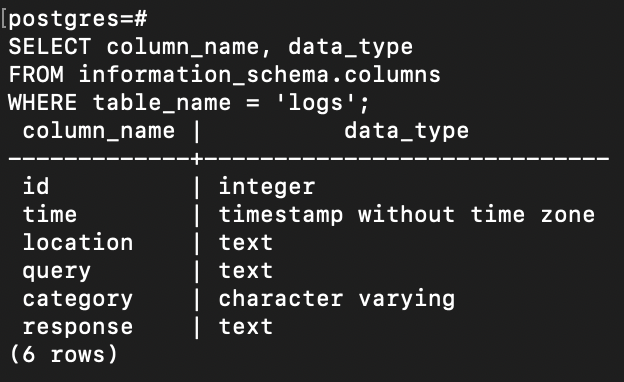 [postgres=#
SELECT column_name, data_type
FROM information_schema.columns
WHERE table_name = 'logs';
 column_name |          data_type
-------------+-----------------------------
 id          | integer
 time        | timestamp without time zone
 location    | text
 query       | text
 category    | character varying
 response    | text
(6 rows)